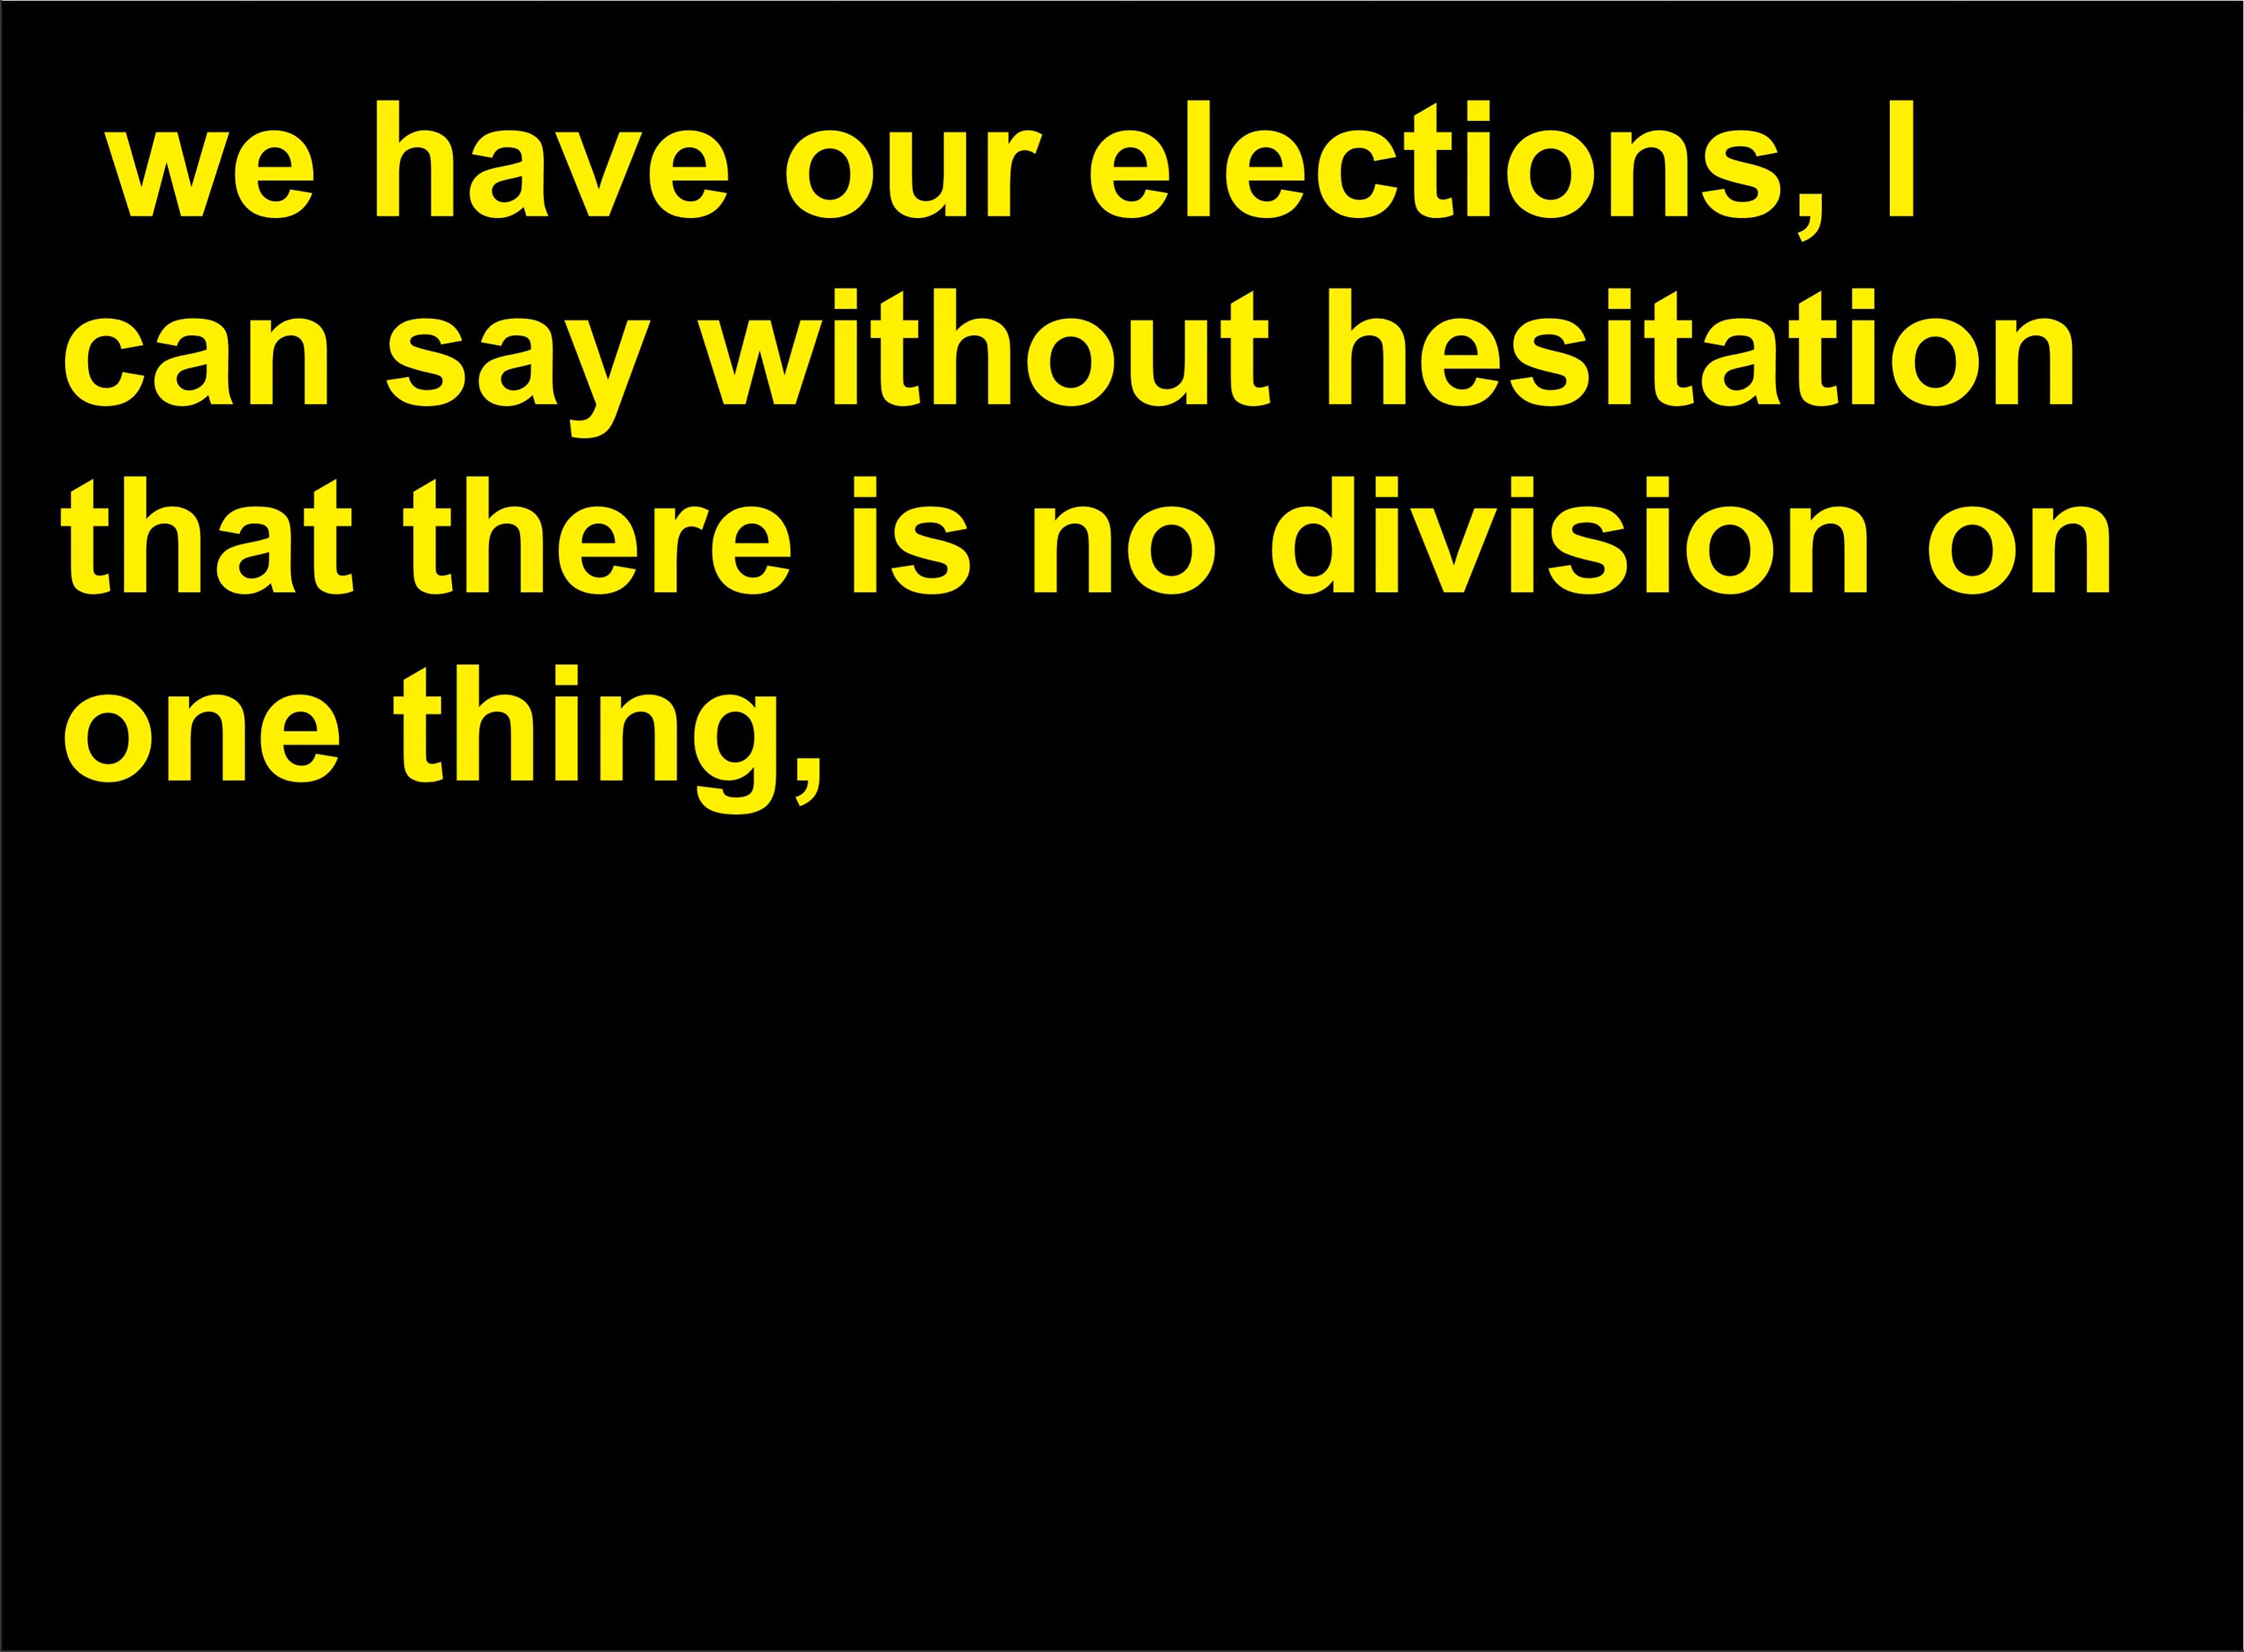 we have our elections, I
can say without hesitation
that there is no division on
one thing,